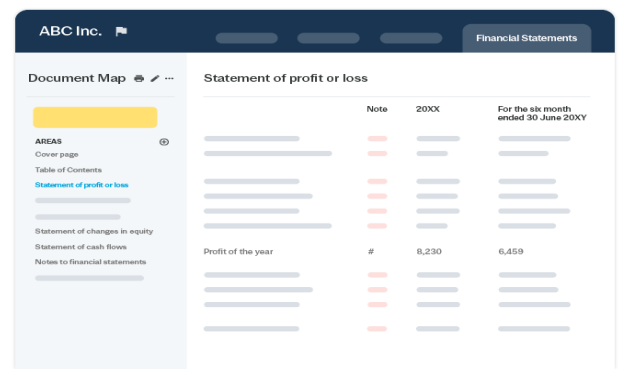 ABC Inc.
Financial Statements
Document Map
Statement of profit or loss
Note
20XX
For the six month
ended 30 June 20XY
AREAS
Cover page
Table of Contents
Statement of profit or loss
Statement of changes in equity
Statement of cash flows
Notes to financial statements
Profit of the year
#
8,230
6,459